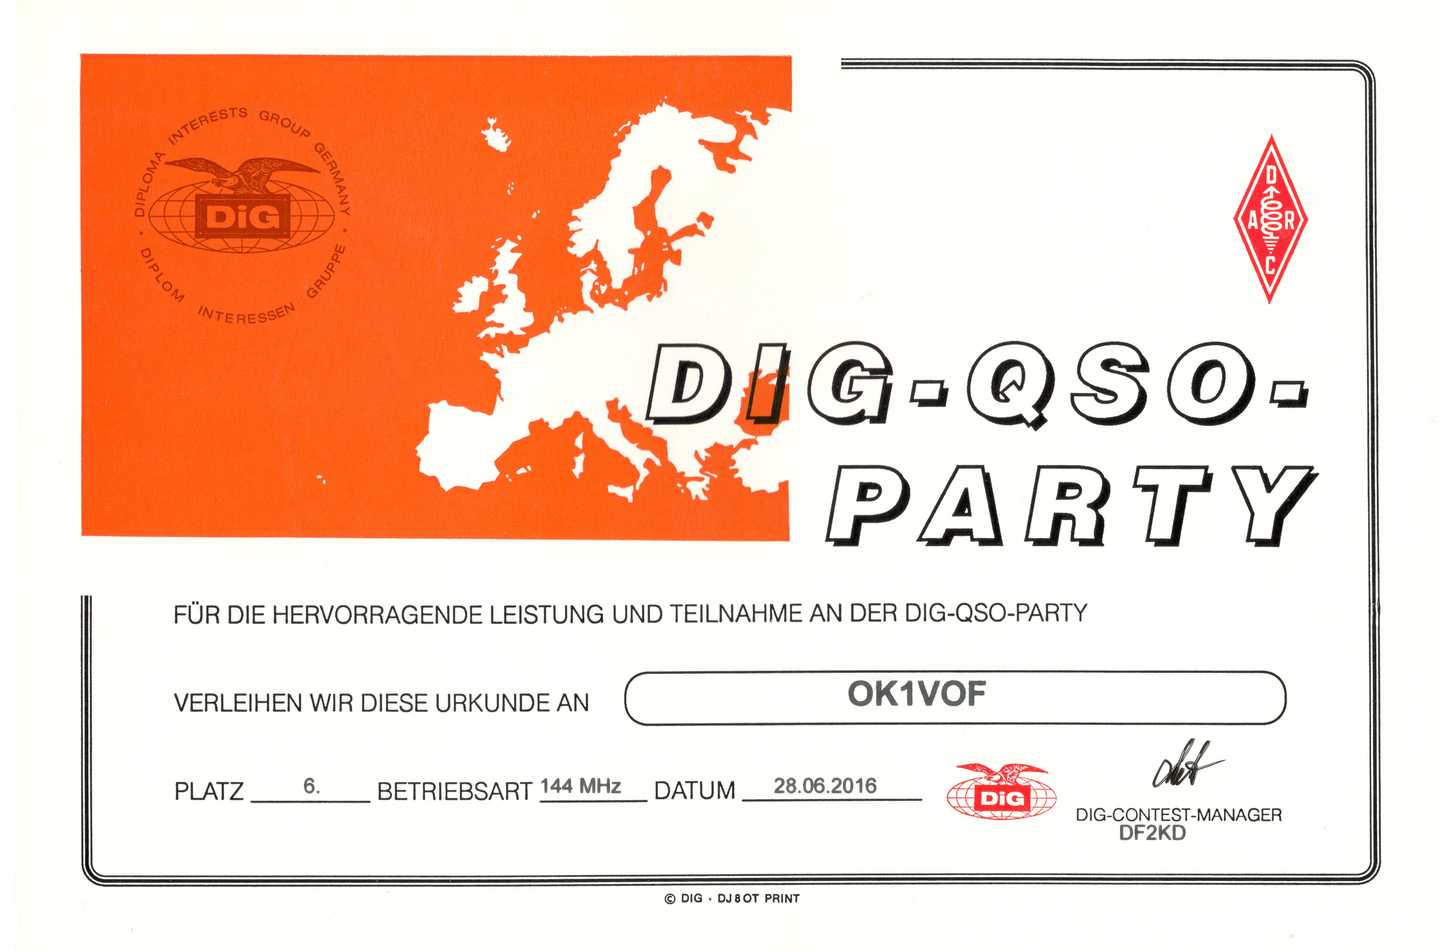 DIPLOMA INTERESTS GROUP GERMANY
DiG
· DIPLOM INTERESSEN GRUPPE ·
D
A R
C
DIG-QSO-
PARTY
FÜR DIE HERVORRAGENDE LEISTUNG UND TEILNAHME AN DER DIG-QSO-PARTY
VERLEIHEN WIR DIESE URKUNDE AN OK1VOF
PLATZ 6. BETRIEBSART 144 MHz DATUM 28.06.2016
DiG
DIG-CONTEST-MANAGER
DF2KD
© DIG · DJ8OT PRINT